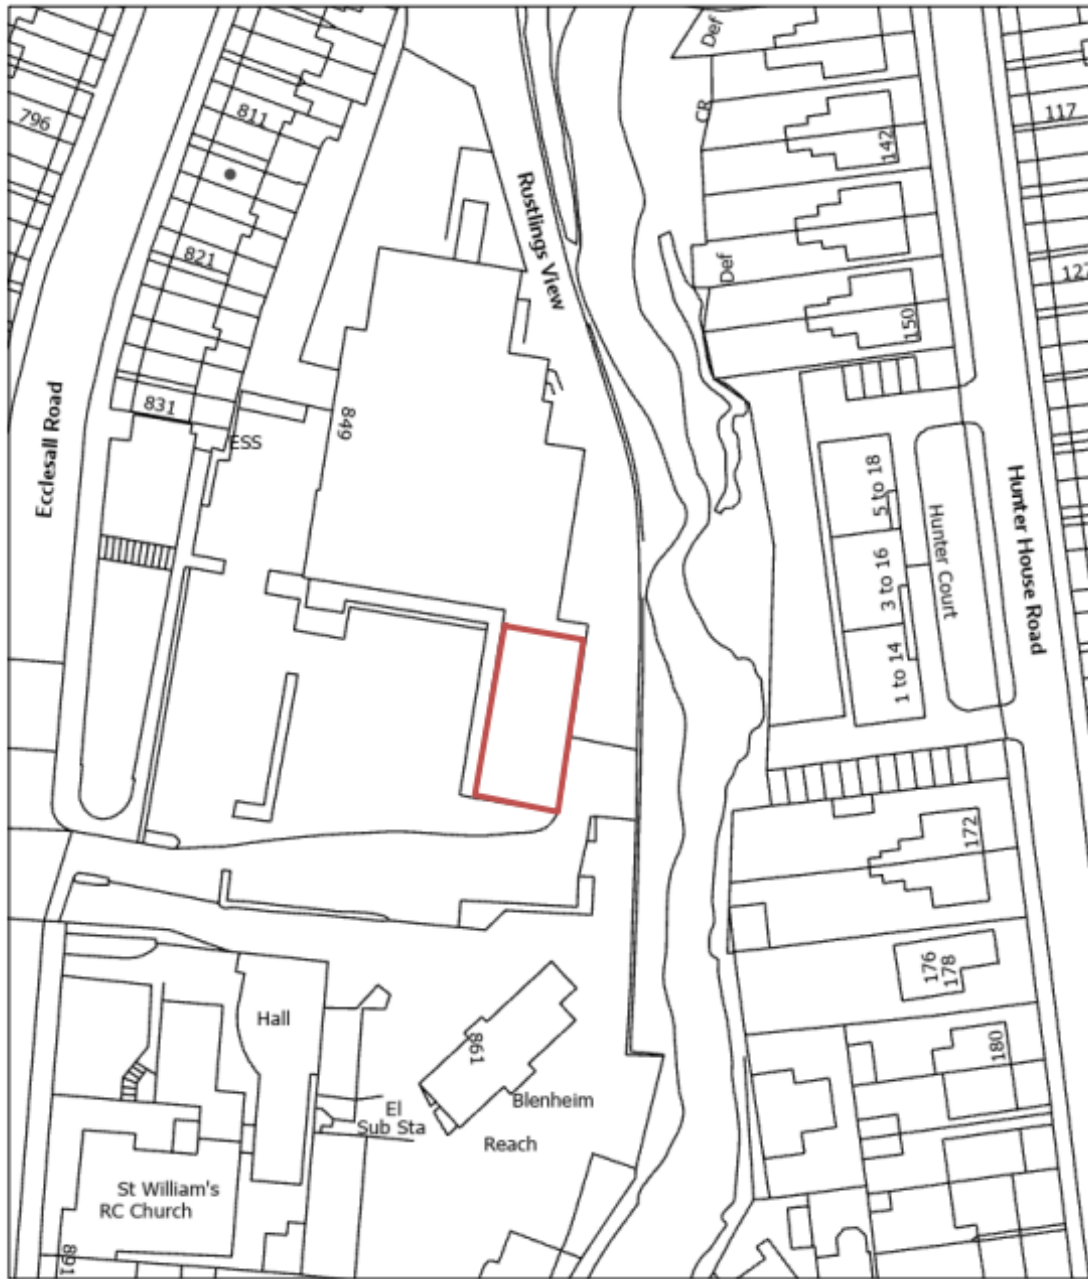 Def
796
811
CR
117
142
Rustlings View
821
Def
122
150
Ecclesall Road
831
849
ESS
5 to 18
Hunter Court
Hunter House Road
3 to 16
1 to 14
172
176
178
Hall
861
180
El
Sub Sta
Blenheim
Reach
St William's
RC Church
891